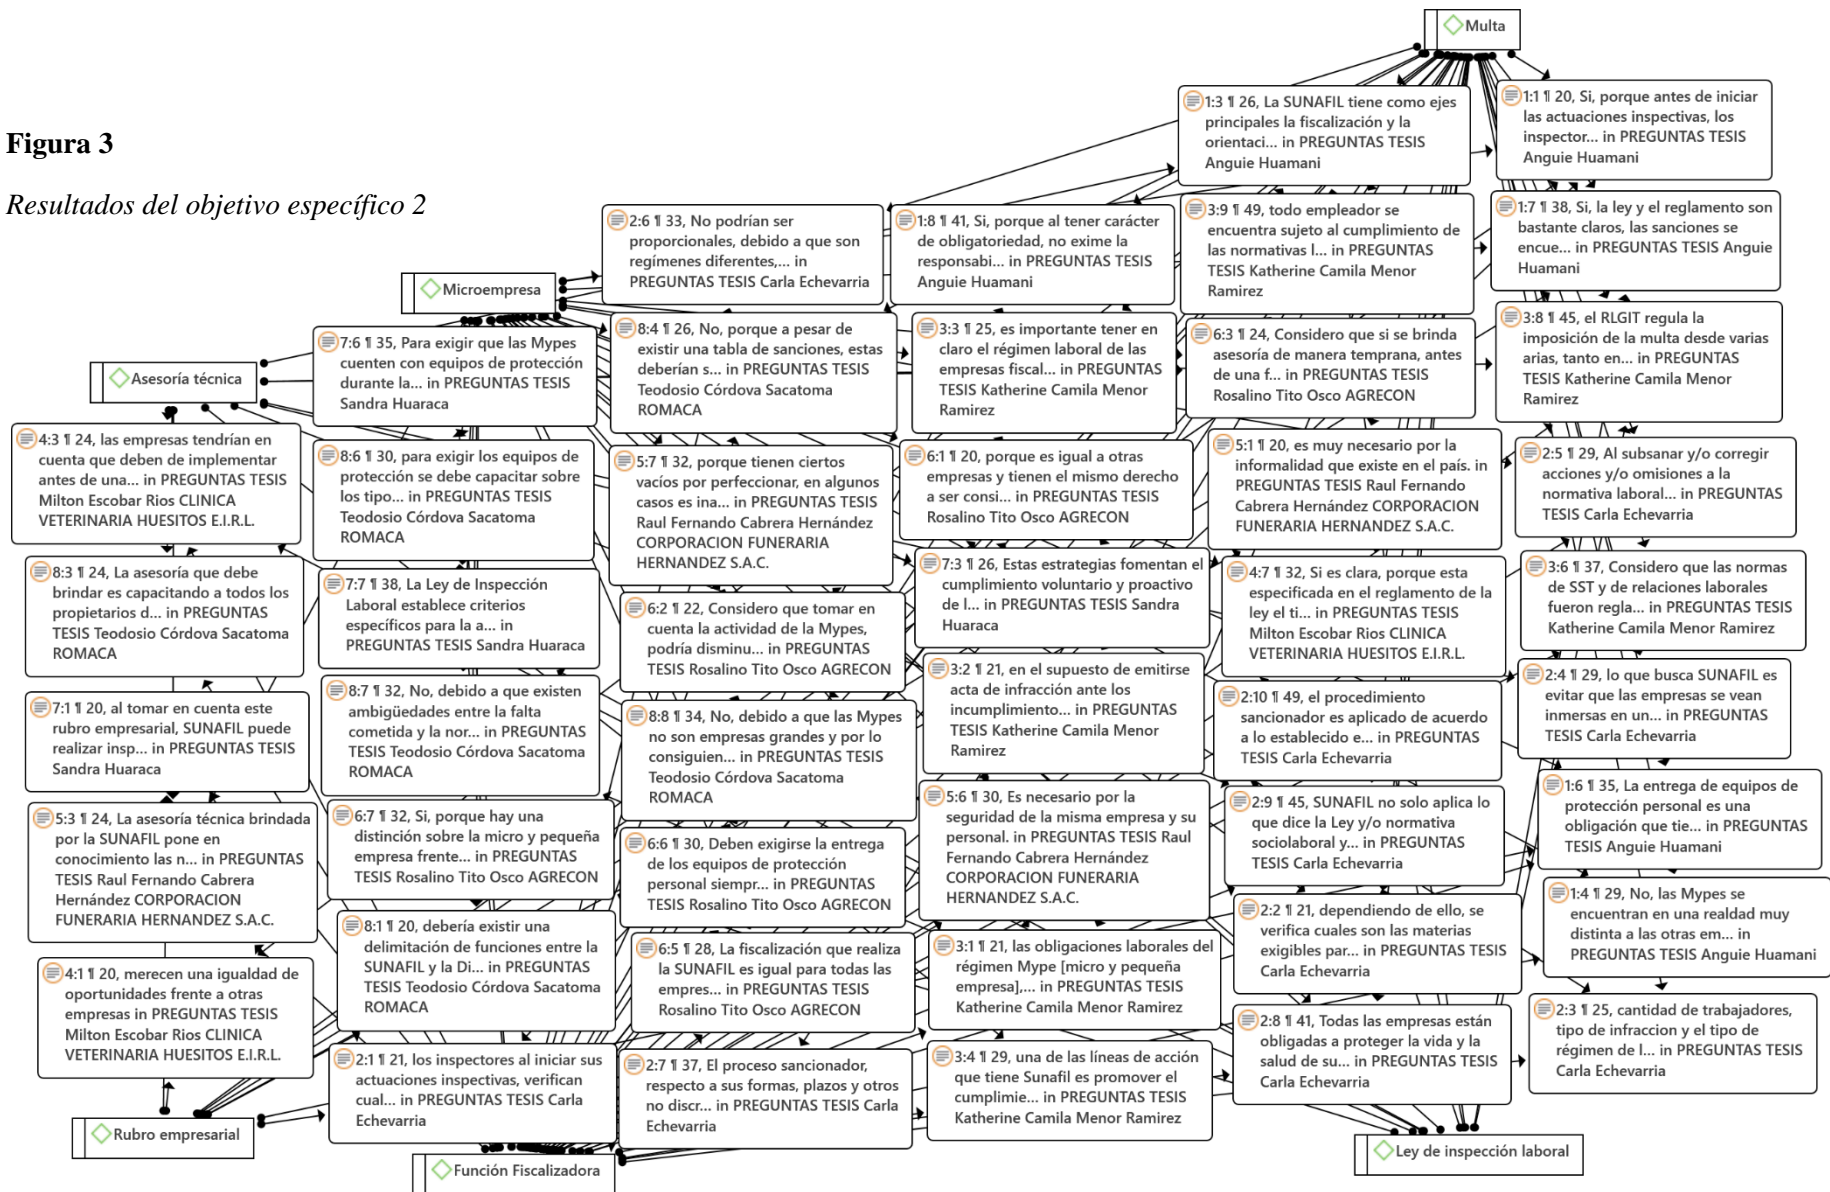 Figura 3
Resultados del objetivo específico 2
Multa
1:3 ¶ 26, La SUNAFIL tiene como ejes
principales la fiscalización y la
orientaci... in PREGUNTAS TESIS
Anguie Huamani
1:1 ¶ 20, Si, porque antes de iniciar
las actuaciones inspectivas, los
inspector... in PREGUNTAS TESIS
Anguie Huamani
2:6 ¶ 33, No podrían ser
proporcionales, debido a que son
regímenes diferentes,... in
PREGUNTAS TESIS Carla Echevarria
1:8 ¶ 41, Si, porque al tener carácter
de obligatoriedad, no exime la
responsabi... in PREGUNTAS TESIS
Anguie Huamani
3:9 ¶ 49, todo empleador se
encuentra sujeto al cumplimiento de
las normativas l... in PREGUNTAS
TESIS Katherine Camila Menor
Ramirez
1:7 ¶ 38, Si, la ley y el reglamento son
bastante claros, las sanciones se
encue... in PREGUNTAS TESIS Anguie
Huamani
Microempresa
Asesoría técnica
7:6 ¶ 35, Para exigir que las Mypes
cuenten con equipos de protección
durante la... in PREGUNTAS TESIS
Sandra Huaraca
8:4 ¶ 26, No, porque a pesar de
existir una tabla de sanciones, estas
deberían s... in PREGUNTAS TESIS
Teodosio Córdova Sacatoma
ROMACA
3:3 ¶ 25, es importante tener en
claro el régimen laboral de las
empresas fiscal... in PREGUNTAS
TESIS Katherine Camila Menor
Ramirez
6:3 ¶ 24, Considero que si se brinda
asesoría de manera temprana, antes
de una f... in PREGUNTAS TESIS
Rosalino Tito Osco AGRECON
3:8 ¶ 45, el RLGIT regula la
imposición de la multa desde varias
arias, tanto en... in PREGUNTAS
TESIS Katherine Camila Menor
Ramirez
4:3 ¶ 24, las empresas tendrían en
cuenta que deben de implementar
antes de una... in PREGUNTAS TESIS
Milton Escobar Rios CLINICA
VETERINARIA HUESITOS E.I.R.L.
8:6 ¶ 30, para exigir los equipos de
protección se debe capacitar sobre
los tipo... in PREGUNTAS TESIS
Teodosio Córdova Sacatoma
ROMACA
5:7 ¶ 32, porque tienen ciertos
vacíos por perfeccionar, en algunos
casos es ina... in PREGUNTAS TESIS
Raul Fernando Cabrera Hernández
CORPORACION FUNERARIA
HERNANDEZ S.A.C.
6:1 ¶ 20, porque es igual a otras
empresas y tienen el mismo derecho
a ser consi... in PREGUNTAS TESIS
Rosalino Tito Osco AGRECON
5:1 ¶ 20, es muy necesario por la
informalidad que existe en el país. in
PREGUNTAS TESIS Raul Fernando
Cabrera Hernández CORPORACION
FUNERARIA HERNANDEZ S.A.C.
2:5 ¶ 29, Al subsanar y/o corregir
acciones y/o omisiones a la
normativa laboral... in PREGUNTAS
TESIS Carla Echevarria
8:3 ¶ 24, La asesoría que debe
brindar es capacitando a todos los
propietarios d... in PREGUNTAS
TESIS Teodosio Córdova Sacatoma
ROMACA
7:7 ¶ 38, La Ley de Inspección
Laboral establece criterios
específicos para la a... in
PREGUNTAS TESIS Sandra Huaraca
6:2 ¶ 22, Considero que tomar en
cuenta la actividad de la Mypes,
podría disminu... in PREGUNTAS
TESIS Rosalino Tito Osco AGRECON
7:3 ¶ 26, Estas estrategias fomentan el
cumplimiento voluntario y proactivo
de l... in PREGUNTAS TESIS Sandra
Huaraca
4:7 ¶ 32, Si es clara, porque esta
especificada en el reglamento de la
ley el ti... in PREGUNTAS TESIS
Milton Escobar Rios CLINICA
VETERINARIA HUESITOS E.I.R.L.
3:6 ¶ 37, Considero que las normas
de SST y de relaciones laborales
fueron regla... in PREGUNTAS TESIS
Katherine Camila Menor Ramirez
7:1 ¶ 20, al tomar en cuenta este
rubro empresarial, SUNAFIL puede
realizar insp... in PREGUNTAS TESIS
Sandra Huaraca
8:7 ¶ 32, No, debido a que existen
ambigüedades entre la falta
cometida y la nor... in PREGUNTAS
TESIS Teodosio Córdova Sacatoma
ROMACA
8:8 ¶ 34, No, debido a que las Mypes
no son empresas grandes y por lo
consiguien... in PREGUNTAS TESIS
Teodosio Córdova Sacatoma
ROMACA
3:2 ¶ 21, en el supuesto de emitirse
acta de infracción ante los
incumplimiento... in PREGUNTAS
TESIS Katherine Camila Menor
Ramirez
2:10 ¶ 49, el procedimiento
sancionador es aplicado de acuerdo
a lo establecido e... in PREGUNTAS
TESIS Carla Echevarria
2:4 ¶ 29, lo que busca SUNAFIL es
evitar que las empresas se vean
inmersas en un... in PREGUNTAS
TESIS Carla Echevarria
5:3 ¶ 24, La asesoría técnica brindada
por la SUNAFIL pone en
conocimiento las n... in PREGUNTAS
TESIS Raul Fernando Cabrera
Hernández CORPORACION
FUNERARIA HERNANDEZ S.A.C.
6:7 ¶ 32, Si, porque hay una
distinción sobre la micro y pequeña
empresa frente... in PREGUNTAS
TESIS Rosalino Tito Osco AGRECON
6:6 ¶ 30, Deben exigirse la entrega
de los equipos de protección
personal siempr... in PREGUNTAS
TESIS Rosalino Tito Osco AGRECON
5:6 ¶ 30, Es necesario por la
seguridad de la misma empresa y su
personal. in PREGUNTAS TESIS Raul
Fernando Cabrera Hernández
CORPORACION FUNERARIA
HERNANDEZ S.A.C.
2:9 ¶ 45, SUNAFIL no solo aplica lo
que dice la Ley y/o normativa
sociolaboral y... in PREGUNTAS
TESIS Carla Echevarria
1:6 ¶ 35, La entrega de equipos de
protección personal es una
obligación que tie... in PREGUNTAS
TESIS Anguie Huamani
4:1 ¶ 20, merecen una igualdad de
oportunidades frente a otras
empresas in PREGUNTAS TESIS
Milton Escobar Rios CLINICA
VETERINARIA HUESITOS E.I.R.L.
8:1 ¶ 20, debería existir una
delimitación de funciones entre la
SUNAFIL y la Di... in PREGUNTAS
TESIS Teodosio Córdova Sacatoma
ROMACA
6:5 ¶ 28, La fiscalización que realiza
la SUNAFIL es igual para todas las
empres... in PREGUNTAS TESIS
Rosalino Tito Osco AGRECON
3:1 ¶ 21, las obligaciones laborales del
régimen Mype [micro y pequeña
empresa],... in PREGUNTAS TESIS
Katherine Camila Menor Ramirez
2:2 ¶ 21, dependiendo de ello, se
verifica cuales son las materias
exigibles par... in PREGUNTAS TESIS
Carla Echevarria
1:4 ¶ 29, No, las Mypes se
encuentran en una realdad muy
distinta a las otras em... in
PREGUNTAS TESIS Anguie Huamani
2:1 ¶ 21, los inspectores al iniciar sus
actuaciones inspectivas, verifican
cual... in PREGUNTAS TESIS Carla
Echevarria
2:7 ¶ 37, El proceso sancionador,
respecto a sus formas, plazos y otros
no discr... in PREGUNTAS TESIS Carla
Echevarria
3:4 ¶ 29, una de las líneas de acción
que tiene Sunafil es promover el
cumplimie... in PREGUNTAS TESIS
Katherine Camila Menor Ramirez
2:8 ¶ 41, Todas las empresas están
obligadas a proteger la vida y la
salud de su... in PREGUNTAS TESIS
Carla Echevarria
2:3 ¶ 25, cantidad de trabajadores,
tipo de infraccion y el tipo de
régimen de l... in PREGUNTAS TESIS
Carla Echevarria
Rubro empresarial
Función Fiscalizadora
Ley de inspección laboral